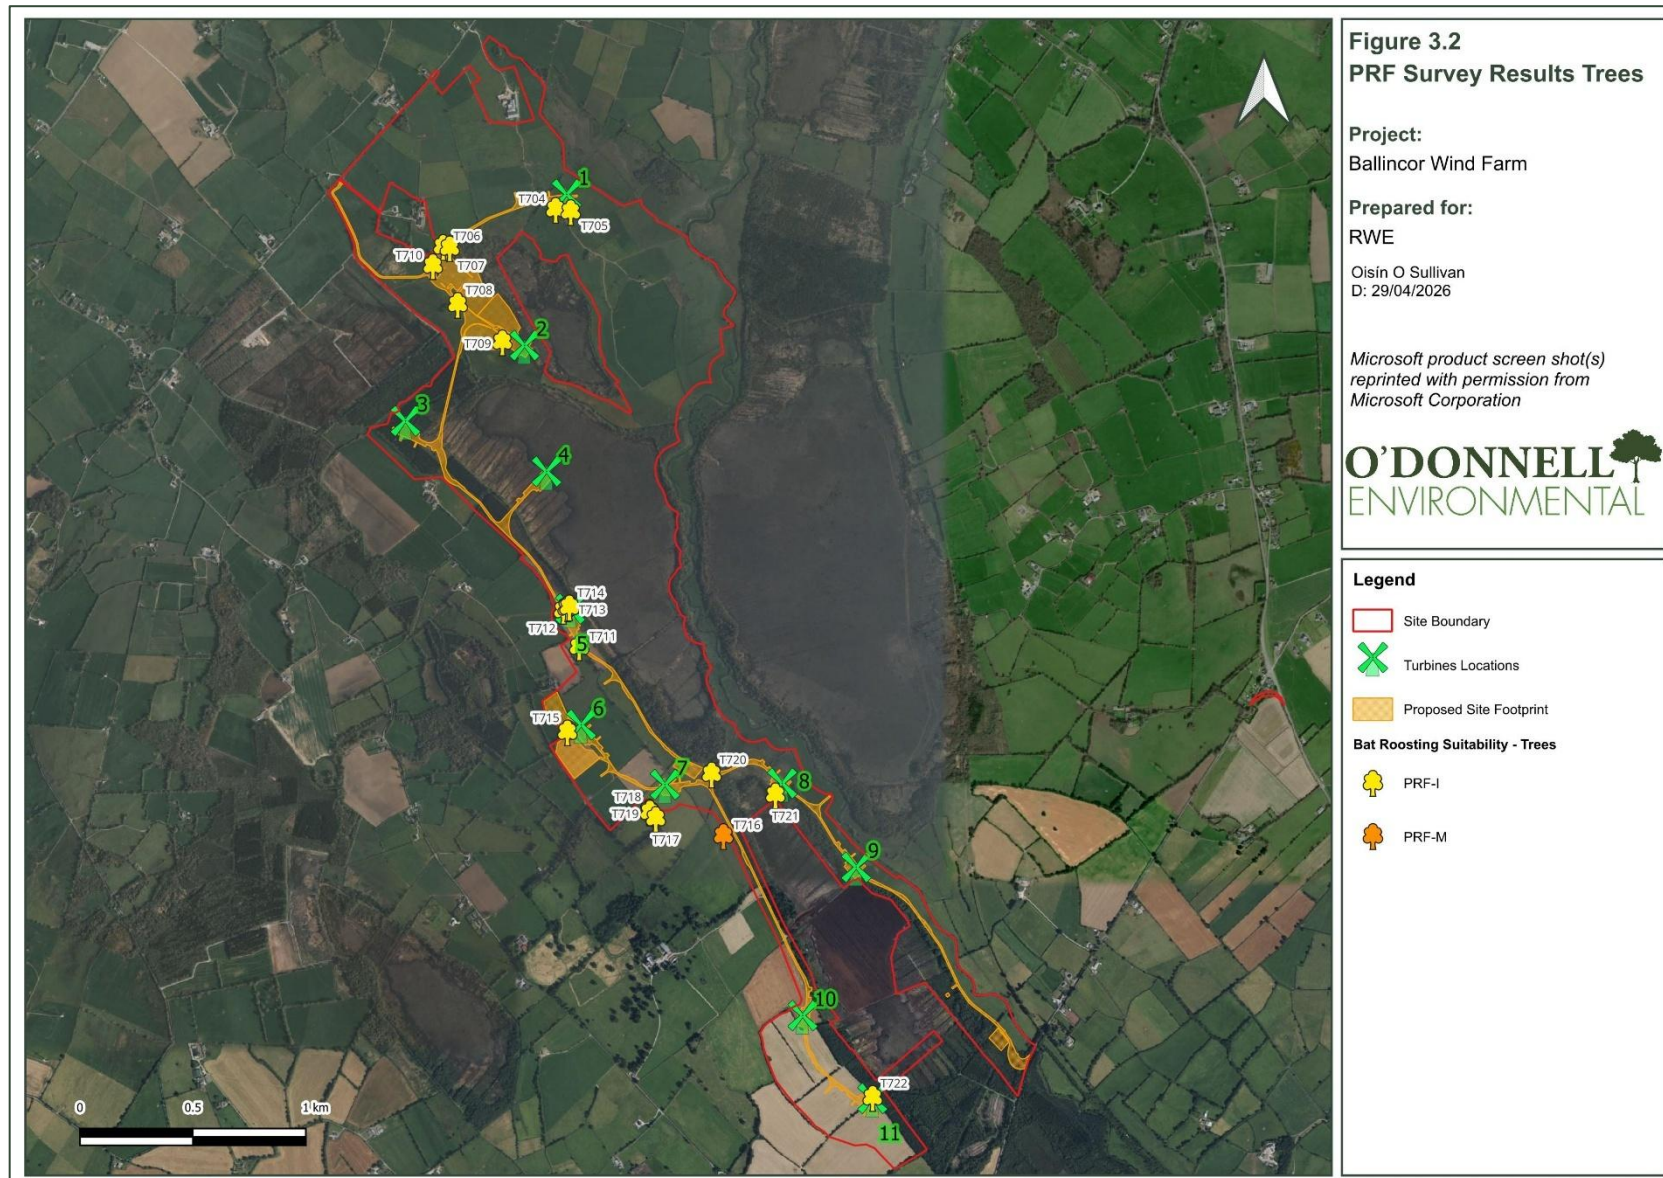 Figure 3.2
PRF Survey Results Trees
Project:
Ballincor Wind Farm
Prepared for:
RWE
Oisín O Sullivan
D: 29/04/2026
Microsoft product screen shot(s)
reprinted with permission from
Microsoft Corporation
O'DONNELL
ENVIRONMENTAL
Legend
Site Boundary
Turbines Locations
Proposed Site Footprint
Bat Roosting Suitability - Trees
PRF-I
PRF-M
1
T704
T705
T706
T710
T707
T708
2
T709
3
4
T714
T713
T712
T711
5
6
T715
T720
7
8
T718
T719
T721
T716
T717
9
10
T722
11
0 0.5 1 km